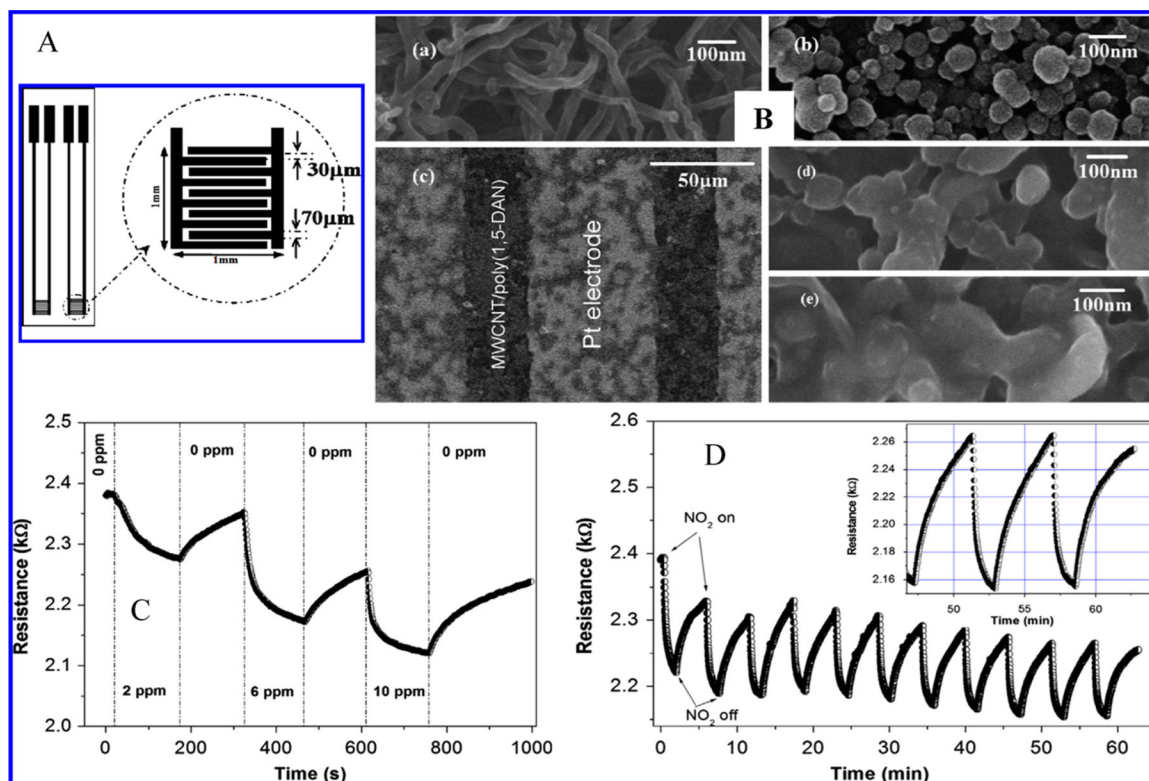 A
30μm
1mm
70μm
1mm
B
(a)
100nm
(b)
100nm
(c)
50μm
MWCNT/poly(1,5-DAN)
Pt electrode
(d)
100nm
(e)
100nm
C
Resistance (kΩ)
2.5
2.4
2.3
2.2
2.1
2.0
0 ppm
0 ppm
0 ppm
0 ppm
2 ppm
6 ppm
10 ppm
0
200
400
600
800
1000
Time (s)
D
Resistance (kΩ)
2.6
2.5
2.4
2.3
2.2
NO₂ on
NO₂ off
0
10
20
30
40
50
60
Time (min)
Resistance (kΩ)
2.26
2.24
2.22
2.20
2.18
2.16
50
55
60
Time (min)